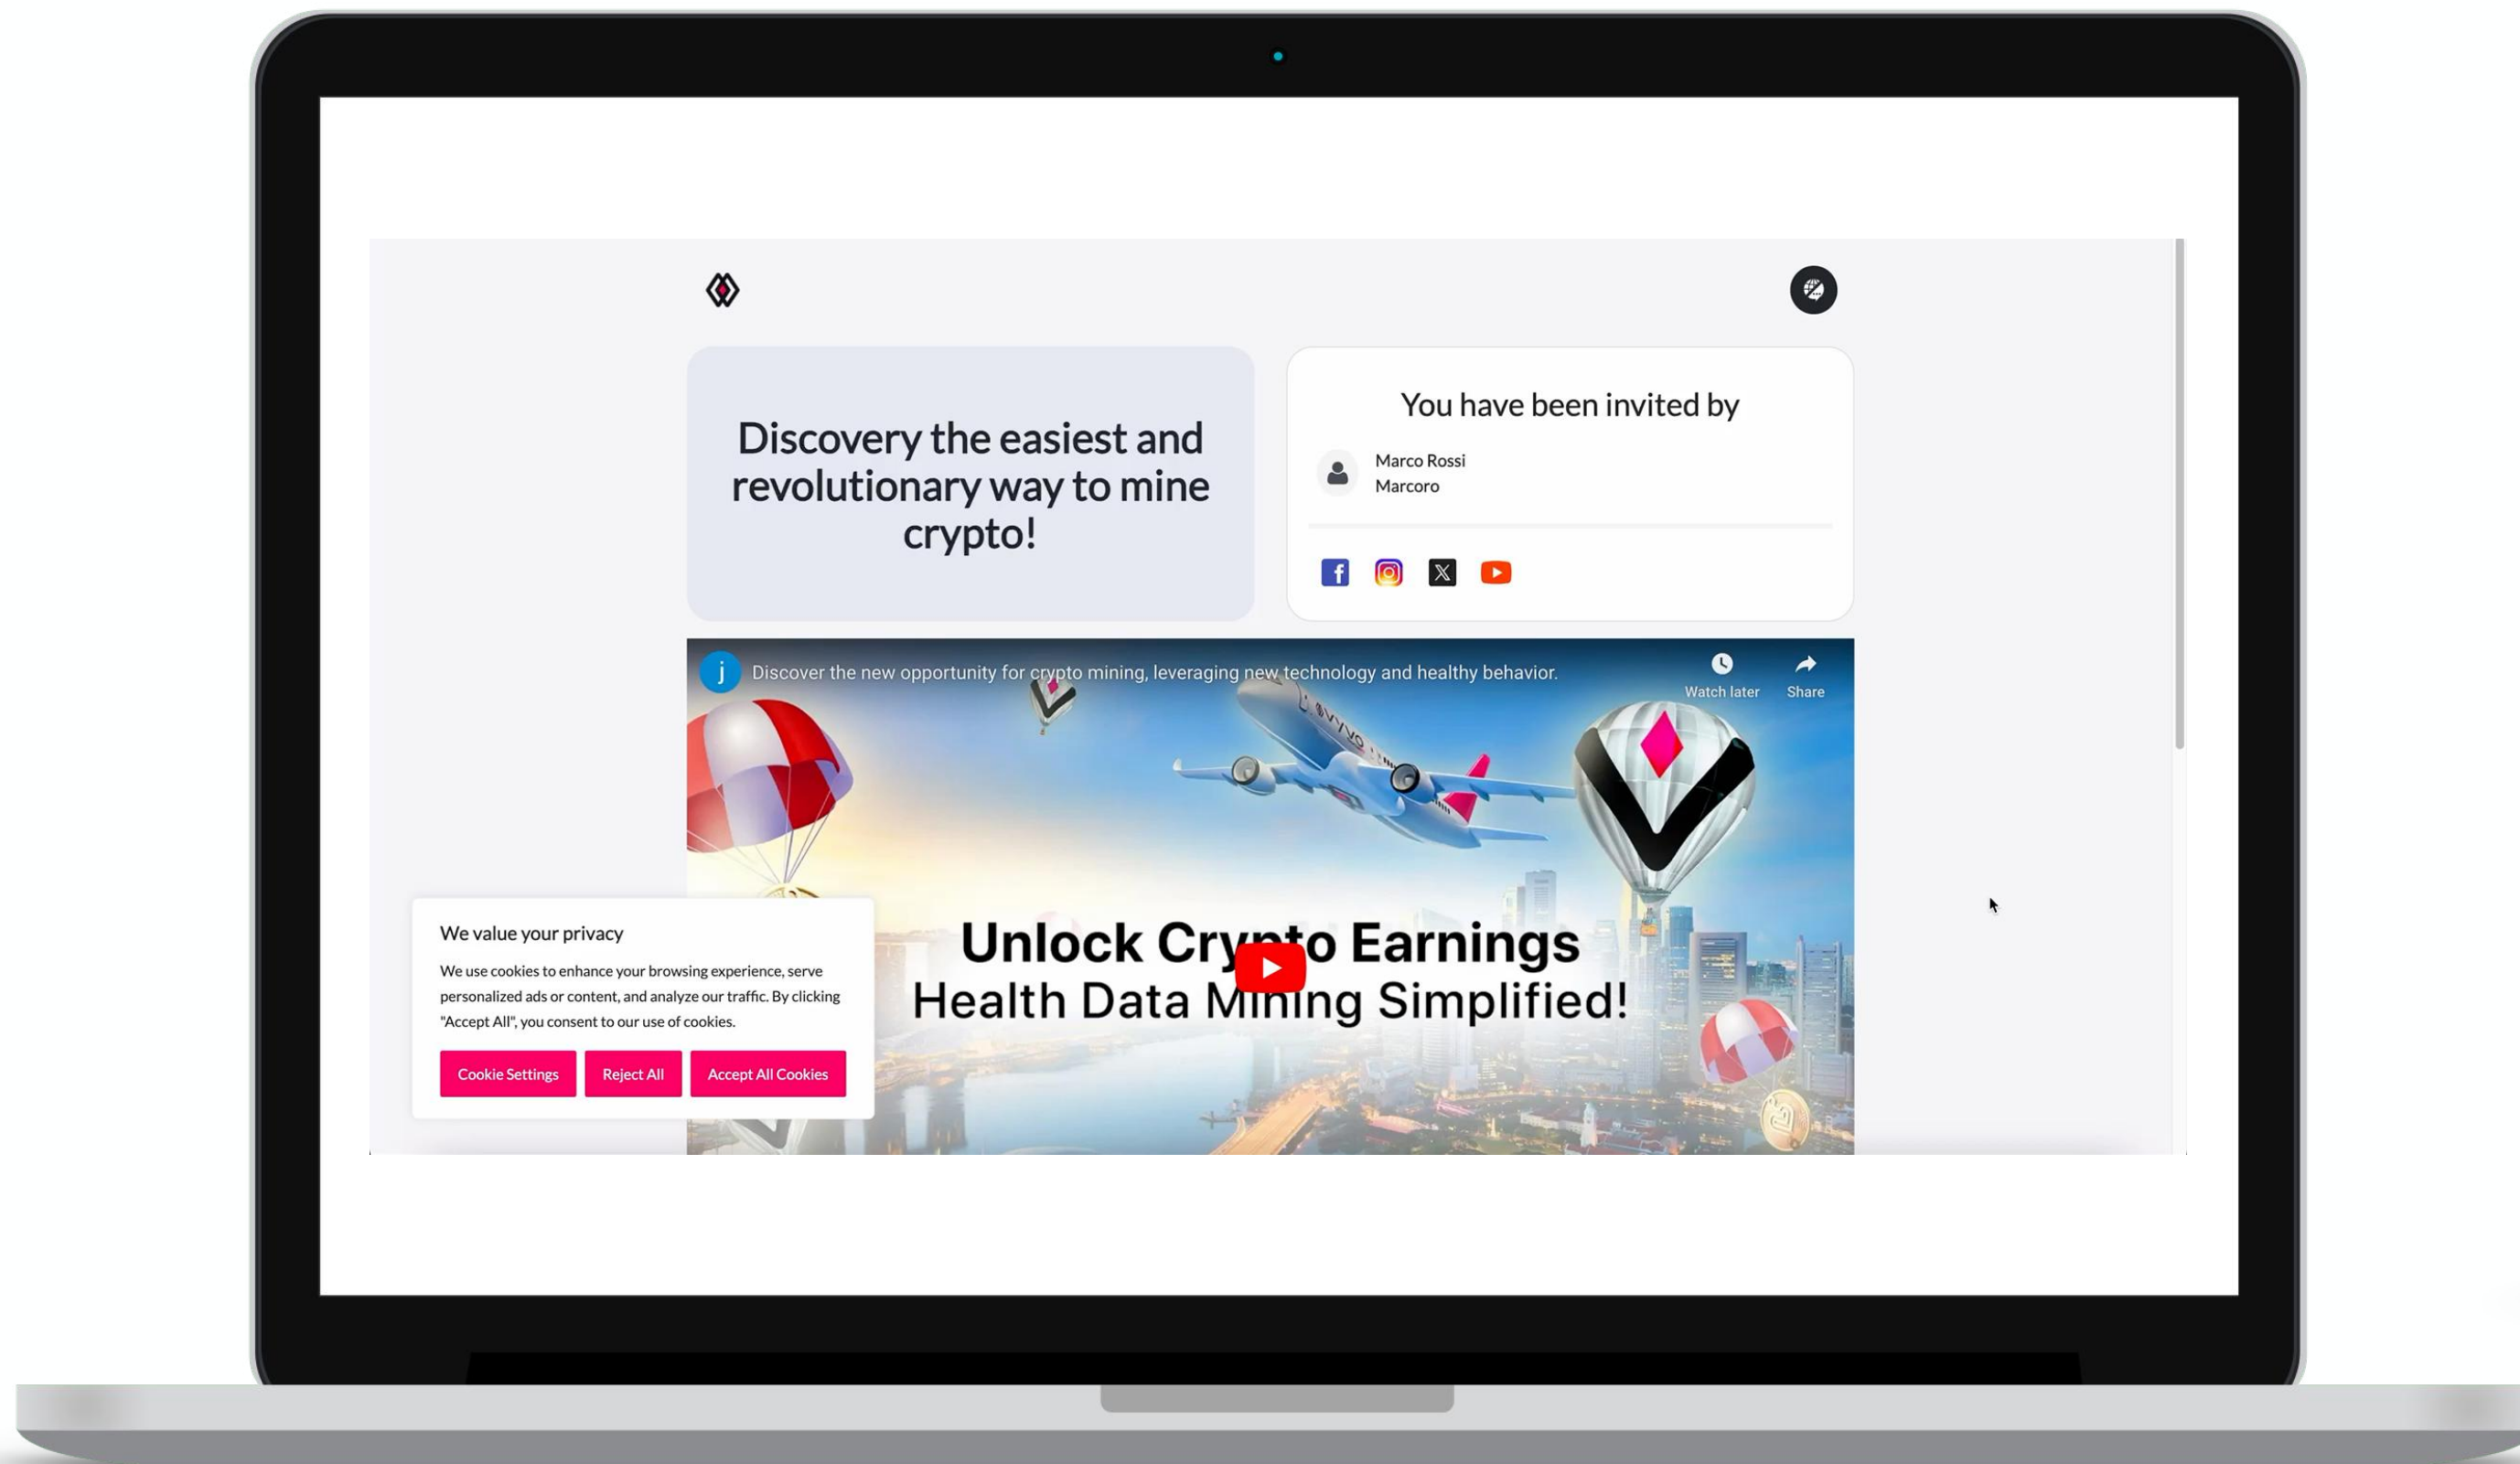 Discovery the easiest and
revolutionary way to mine
crypto!
You have been invited by
Marco Rossi
Marcoro
j
Discover the new opportunity for crypto mining, leveraging new technology and healthy behavior.
Watch later
Share
VYVO
Unlock Crypto Earnings
Health Data Mining Simplified!
We value your privacy
We use cookies to enhance your browsing experience, serve
personalized ads or content, and analyze our traffic. By clicking
"Accept All", you consent to our use of cookies.
Cookie Settings
Reject All
Accept All Cookies